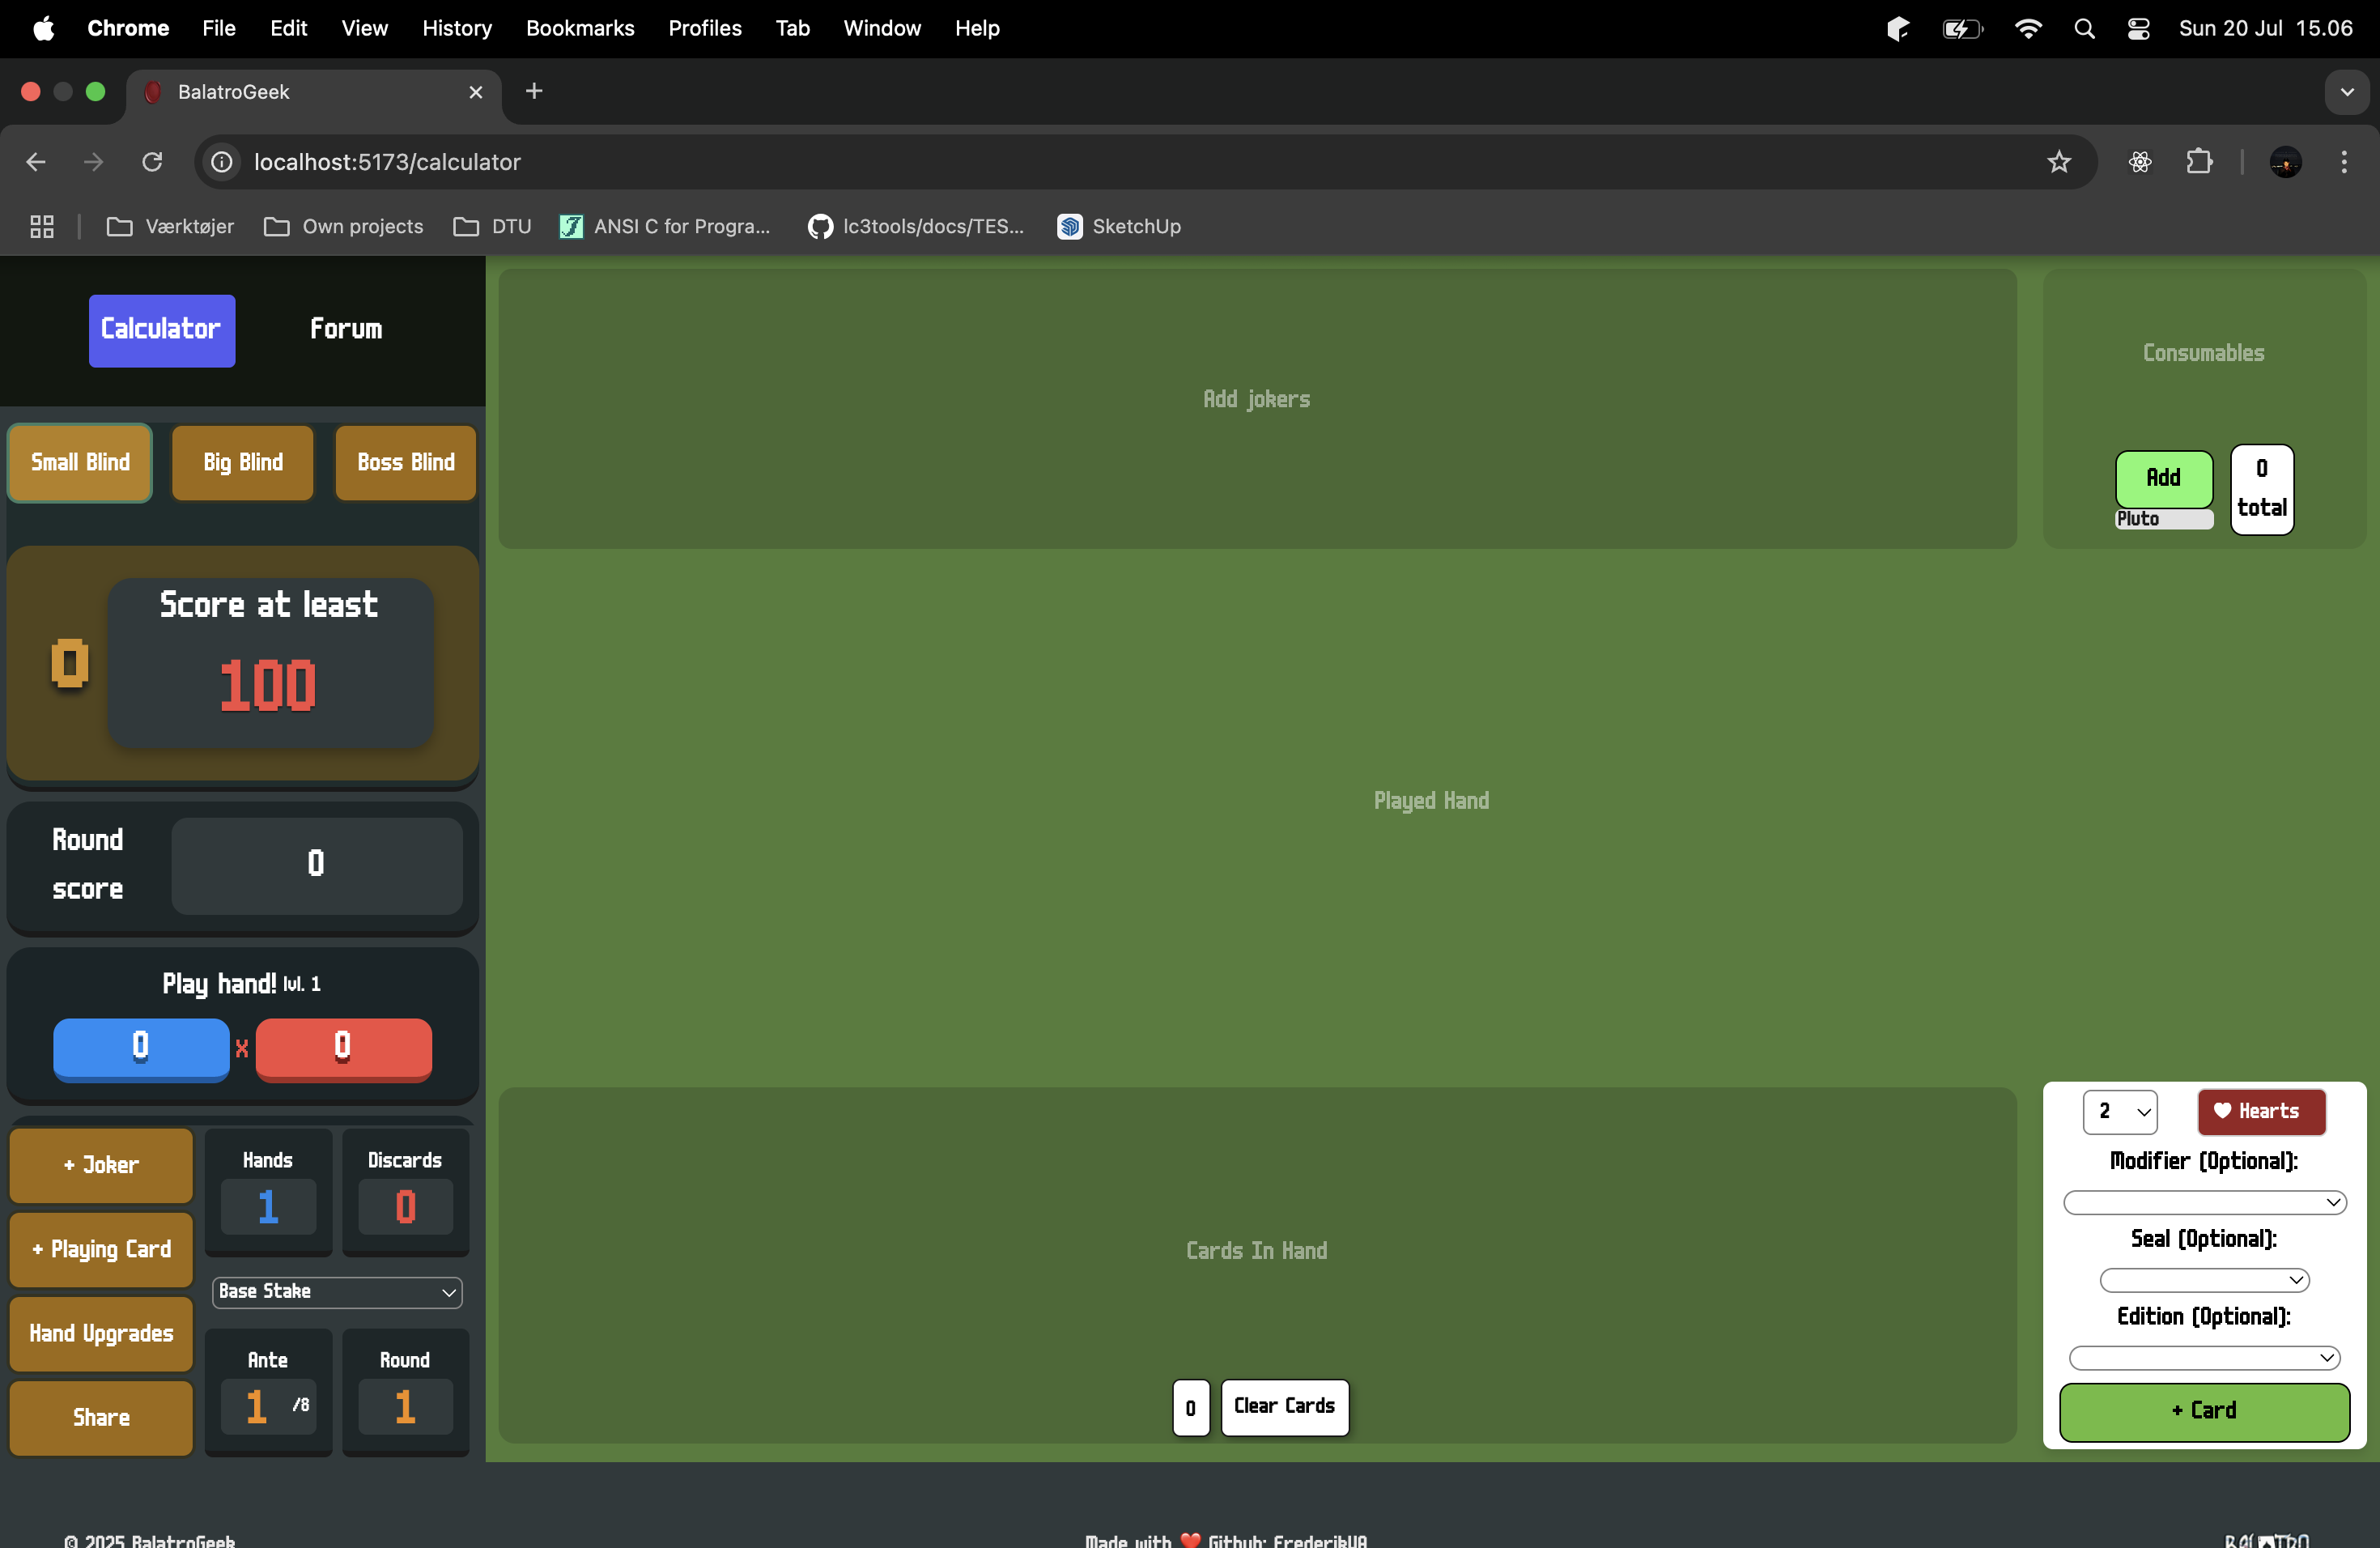 Chrome File Edit View History Bookmarks Profiles Tab Window Help Sun 20 Jul 15.06
BalatroGeek
localhost:5173/calculator
Værktøjer Own projects DTU ANSI C for Progra... lc3tools/docs/TES... SketchUp
Calculator Forum
Small Blind Big Blind Boss Blind
0
Score at least
100
Round
score
0
Play hand! lvl. 1
0 x 0
+ Joker
+ Playing Card
Hand Upgrades
Share
Hands
1
Discards
0
Base Stake
Ante
1 /8
Round
1
Add jokers
Consumables
Add
Pluto
0
total
Played Hand
Cards In Hand
0 Clear Cards
2 Hearts
Modifier (Optional):
Seal (Optional):
Edition (Optional):
+ Card
© 2025 BalatroGeek
Made with ❤️ Github: FrederikUA
BALATRO